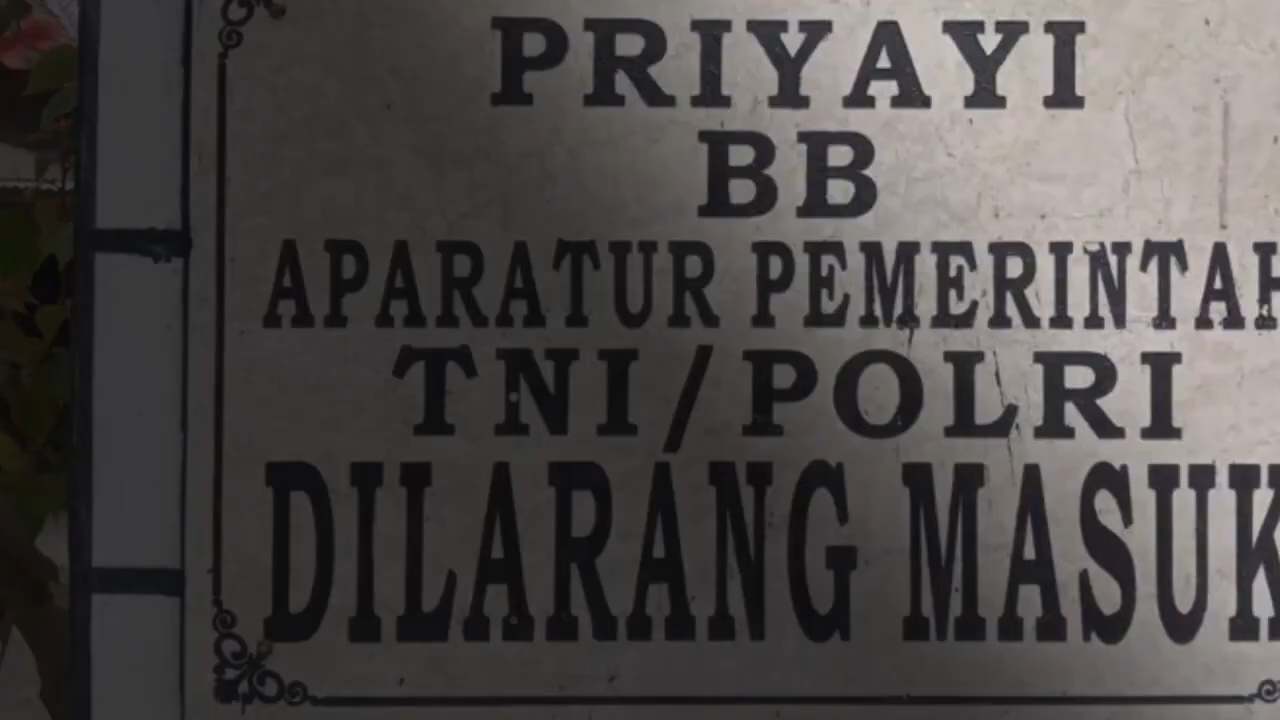 PRIYAYI
BB
APARATUR PEMERINTAH
TNI/POLRI
DILARANG MASUK